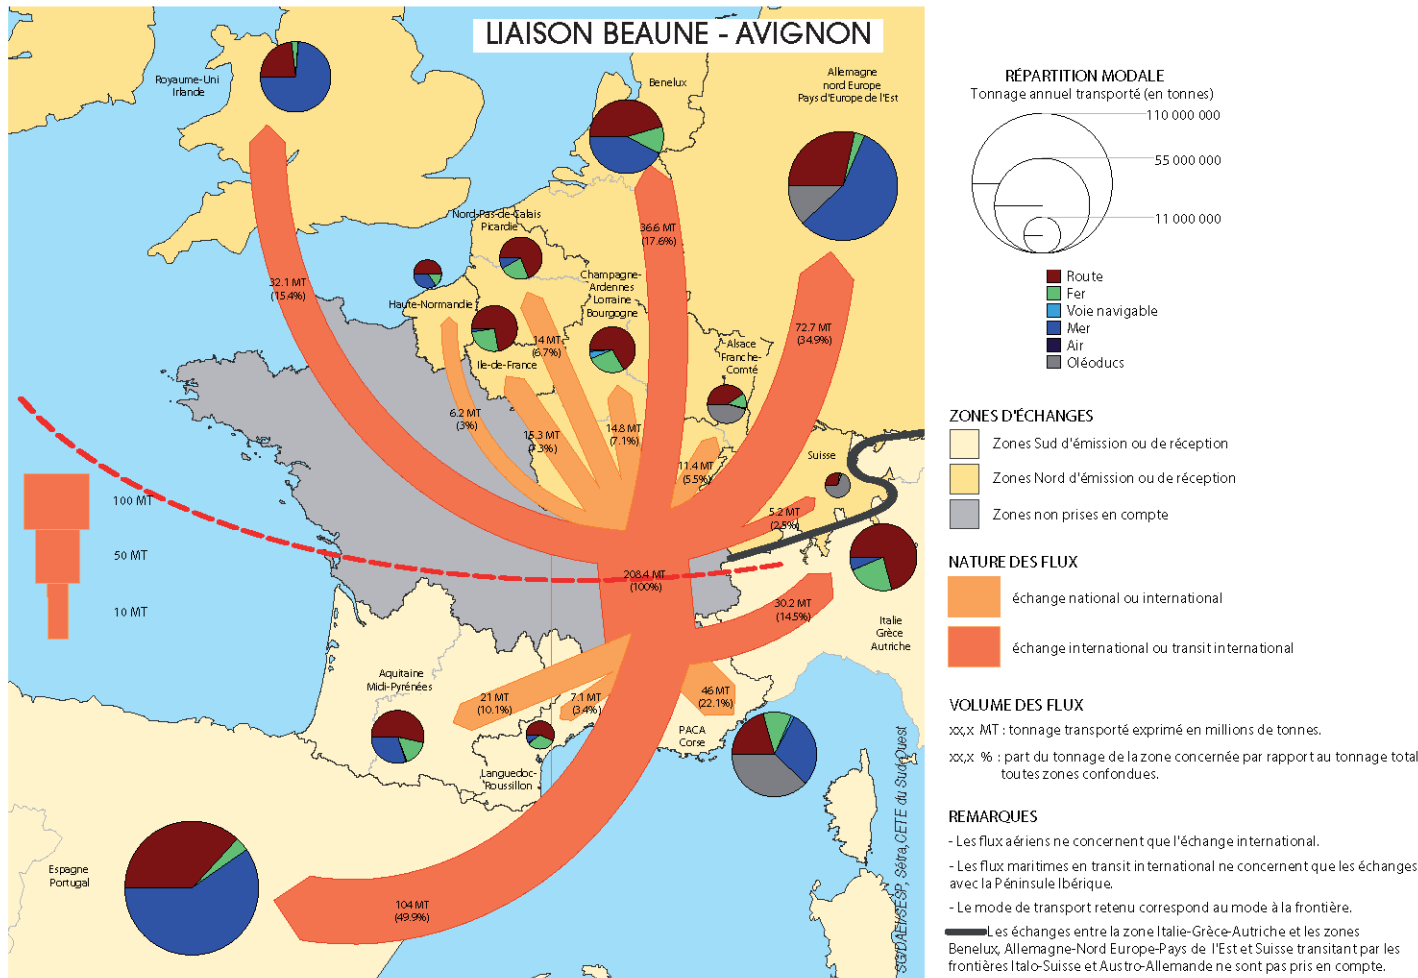 LIAISON BEAUNE - AVIGNON
Royaume-Uni
Irlande
Benelux
Allemagne
nord Europe
Pays d'Europe de l'Est
Nord-Pas-de-Calais
Picardie
Haute-Normandie
Ile-de-France
Champagne-
Ardennes
Lorraine
Bourgogne
Alsace
Franche-
Comté
Suisse
32.1 MT
(15.4%)
36.6 MT
(17.6%)
72.7 MT
(34.9%)
14 MT
(6.7%)
6.2 MT
(3%)
15.3 MT
(7.3%)
14.8 MT
(7.1%)
11.4 MT
(5.5%)
5.2 MT
(2.5%)
208.4 MT
(100%)
30.2 MT
(14.5%)
Italie
Grèce
Autriche
100 MT
50 MT
10 MT
Aquitaine
Midi-Pyrénées
21 MT
(10.1%)
7.1 MT
(3.4%)
46 MT
(22.1%)
PACA
Corse
Languedoc-
Roussillon
Espagne
Portugal
104 MT
(49.9%)
SG/DAEI/SESP, Sétra, CETE du Sud Ouest
RÉPARTITION MODALE
Tonnage annuel transporté (en tonnes)
110 000 000
55 000 000
11 000 000
Route
Fer
Voie navigable
Mer
Air
Oléoducs
ZONES D'ÉCHANGES
Zones Sud d'émission ou de réception
Zones Nord d'émission ou de réception
Zones non prises en compte
NATURE DES FLUX
échange national ou international
échange international ou transit international
VOLUME DES FLUX
xx,x MT : tonnage transporté exprimé en millions de tonnes.
xx,x % : part du tonnage de la zone concernée par rapport au tonnage total
toutes zones confondues.
REMARQUES
- Les flux aériens ne concernent que l'échange international.
- Les flux maritimes en transit international ne concernent que les échanges
avec la Péninsule Ibérique.
- Le mode de transport retenu correspond au mode à la frontière.
Les échanges entre la zone Italie-Grèce-Autriche et les zones
Benelux, Allemagne-Nord Europe-Pays de l'Est et Suisse transitant par les
frontières Italo-Suisse et Austro-Allemande ne sont pas pris en compte.